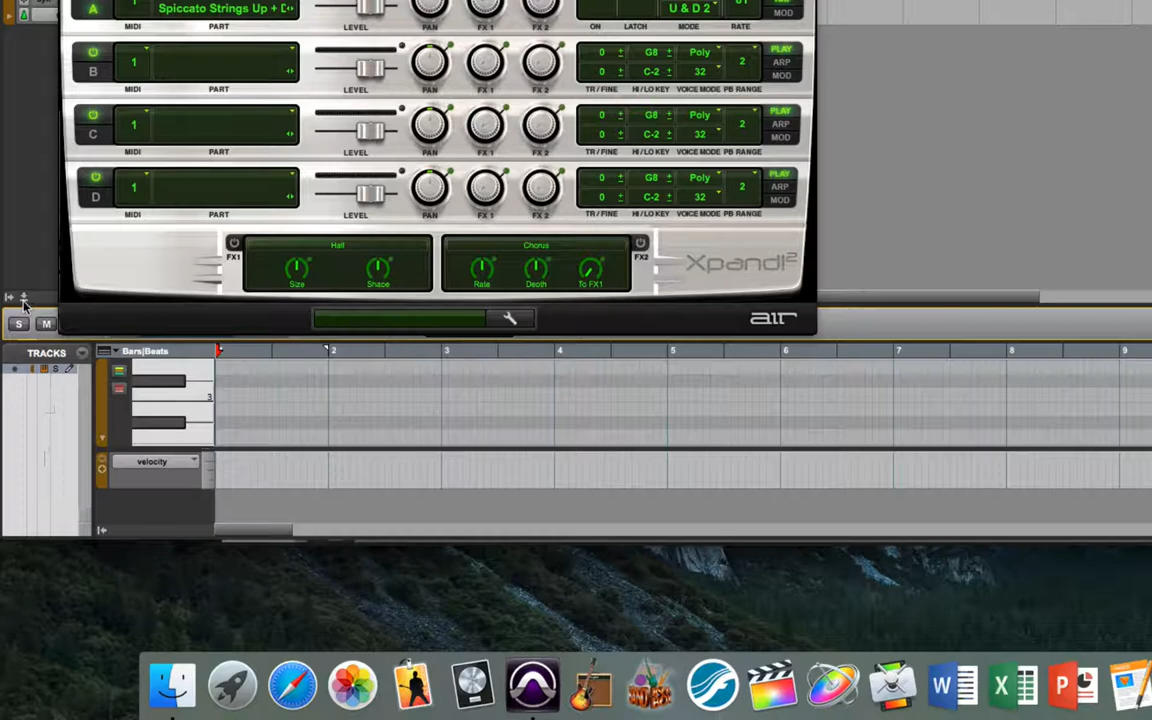 A Spiccato Strings Up + D U & D 2
MIDI PART LEVEL PAN FX 1 FX 2 ON LATCH MODE RATE MOD
B 1 0 G8 Poly 2 PLAY
0 C-2 32 ARP
MOD
MIDI PART LEVEL PAN FX 1 FX 2 TR / FINE HI / LO KEY VOICE MODE PB RANGE
C 1 0 G8 Poly 2 PLAY
0 C-2 32 ARP
MOD
MIDI PART LEVEL PAN FX 1 FX 2 TR / FINE HI / LO KEY VOICE MODE PB RANGE
D 1 0 G8 Poly 2 PLAY
0 C-2 32 ARP
MOD
MIDI PART LEVEL PAN FX 1 FX 2 TR / FINE HI / LO KEY VOICE MODE PB RANGE
FX1 Hall Chorus FX2 Xpand!2
Size Shape Rate Depth To FX1
air
S M
TRACKS Bars|Beats 2 3 4 5 6 7 8 9
S
3
velocity
W X P